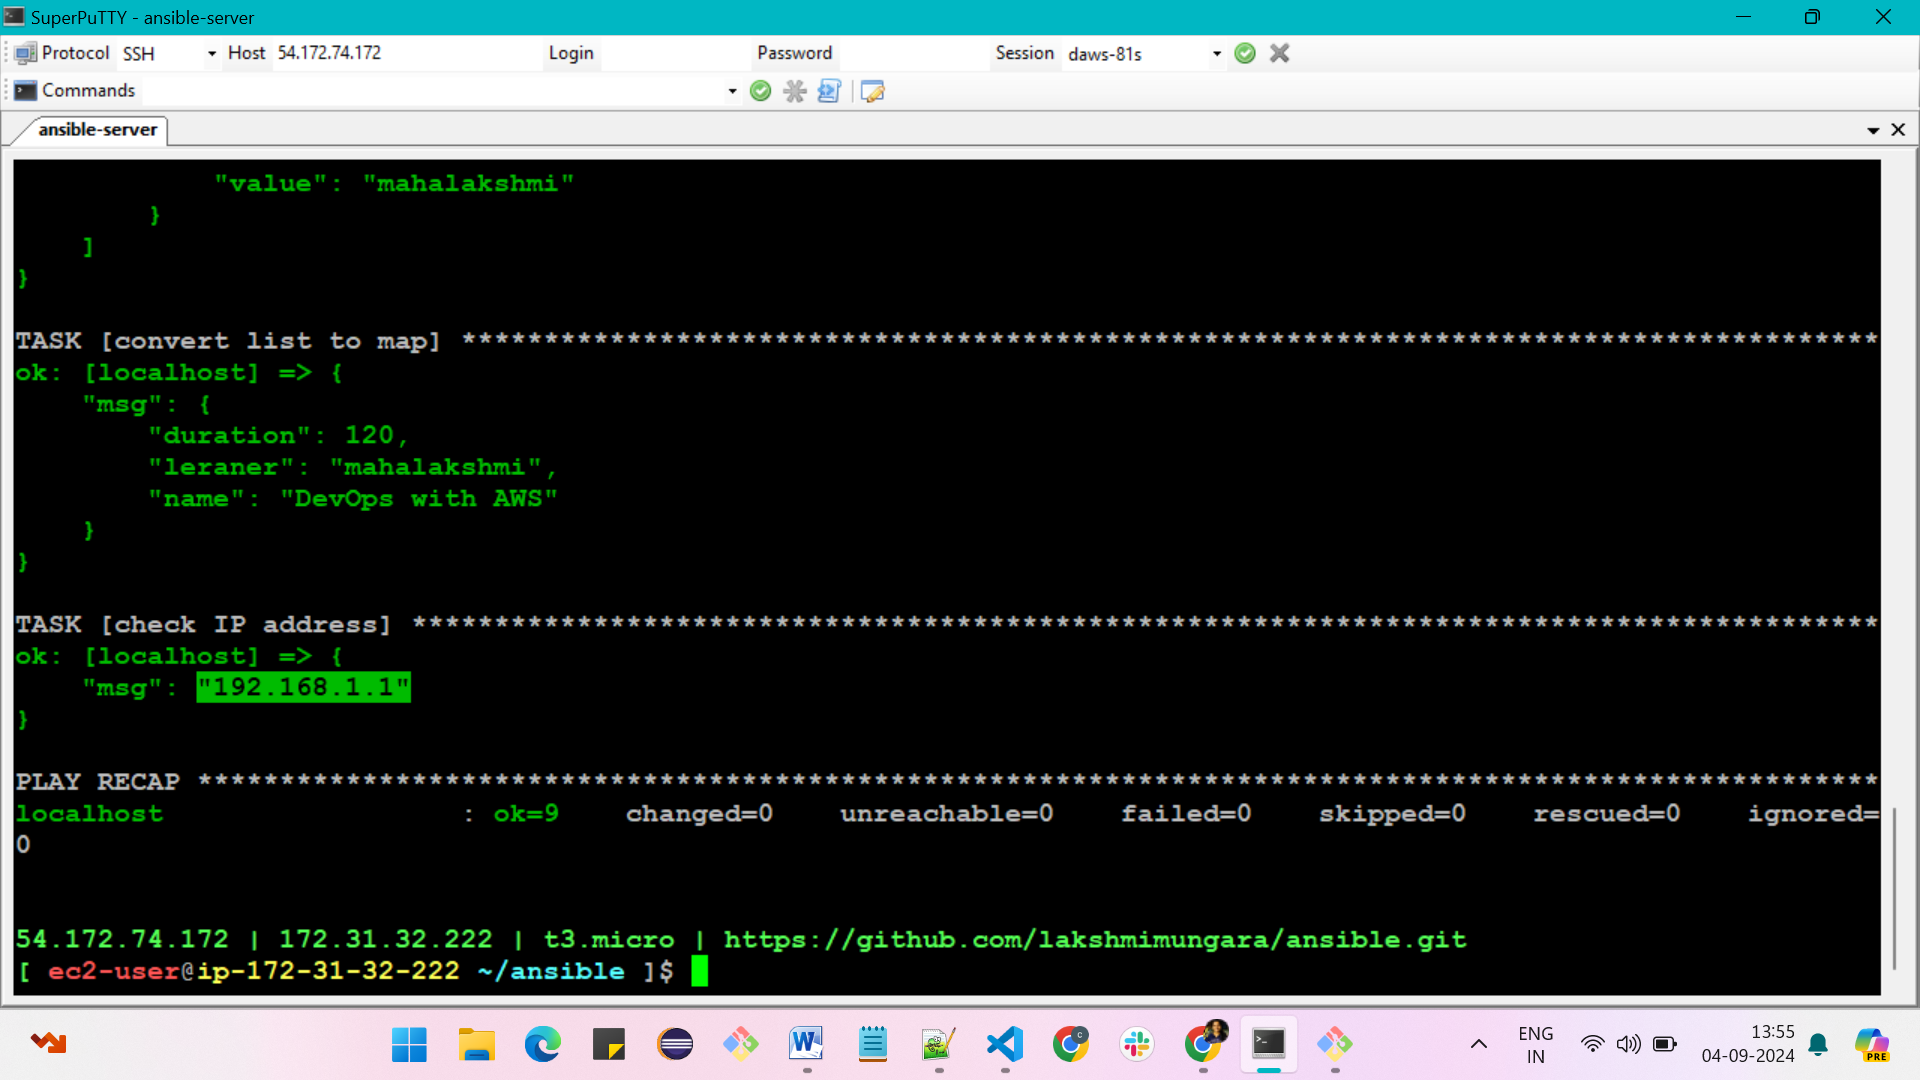 SuperPuTTY - ansible-server
Protocol SSH Host 54.172.74.172 Login Password Session daws-81s
Commands
ansible-server
            "value": "mahalakshmi"
        }
    ]
}
TASK [convert list to map] **************************************************************************************
ok: [localhost] => {
    "msg": {
        "duration": 120,
        "leraner": "mahalakshmi",
        "name": "DevOps with AWS"
    }
}
TASK [check IP address] *****************************************************************************************
ok: [localhost] => {
    "msg": "192.168.1.1"
}
PLAY RECAP ******************************************************************************************************
localhost                  : ok=9    changed=0    unreachable=0    failed=0    skipped=0    rescued=0    ignored=
0
54.172.74.172 | 172.31.32.222 | t3.micro | https://github.com/lakshmimungara/ansible.git
[ ec2-user@ip-172-31-32-222 ~/ansible ]$
ENG 13:55
IN 04-09-2024
PRE